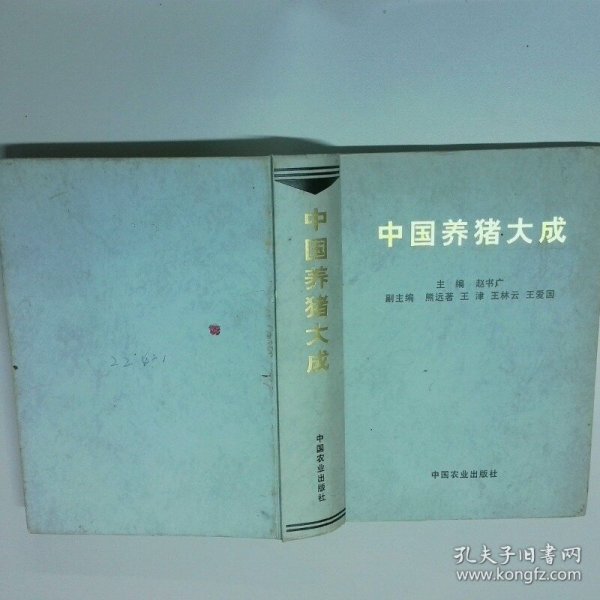 22.421
中国养猪大成
中国农业出版社
中国养猪大成
主 编 赵书广
副主编 熊远著 王 津 王林云 王爱国
中国农业出版社
孔夫子旧书网
www.kongfz.com